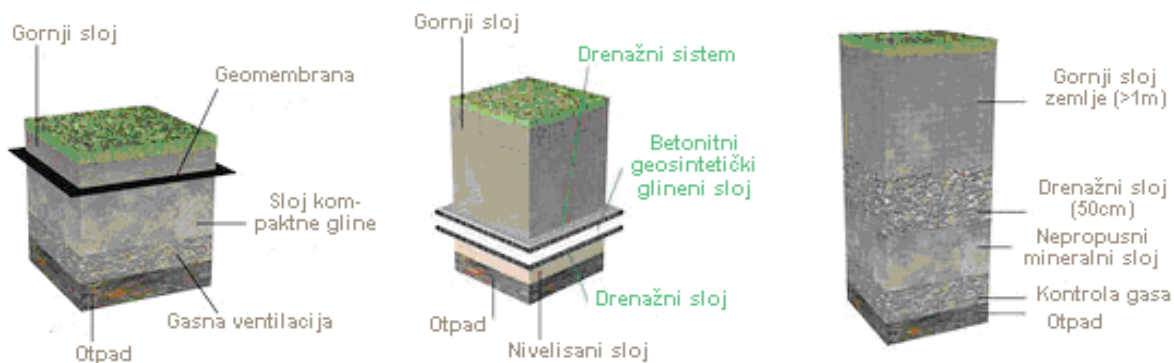 Gornji sloj
Geomembrana
Sloj kom-
paktne gline
Gasna ventilacija
Otpad
Gornji sloj
Drenažni sistem
Betonitni
geosintetički
glineni sloj
Drenažni sloj
Otpad
Nivelisani sloj
Gornji sloj
zemlje (>1m)
Drenažni sloj
(50cm)
Nepropusni
mineralni sloj
Kontrola gasa
Otpad